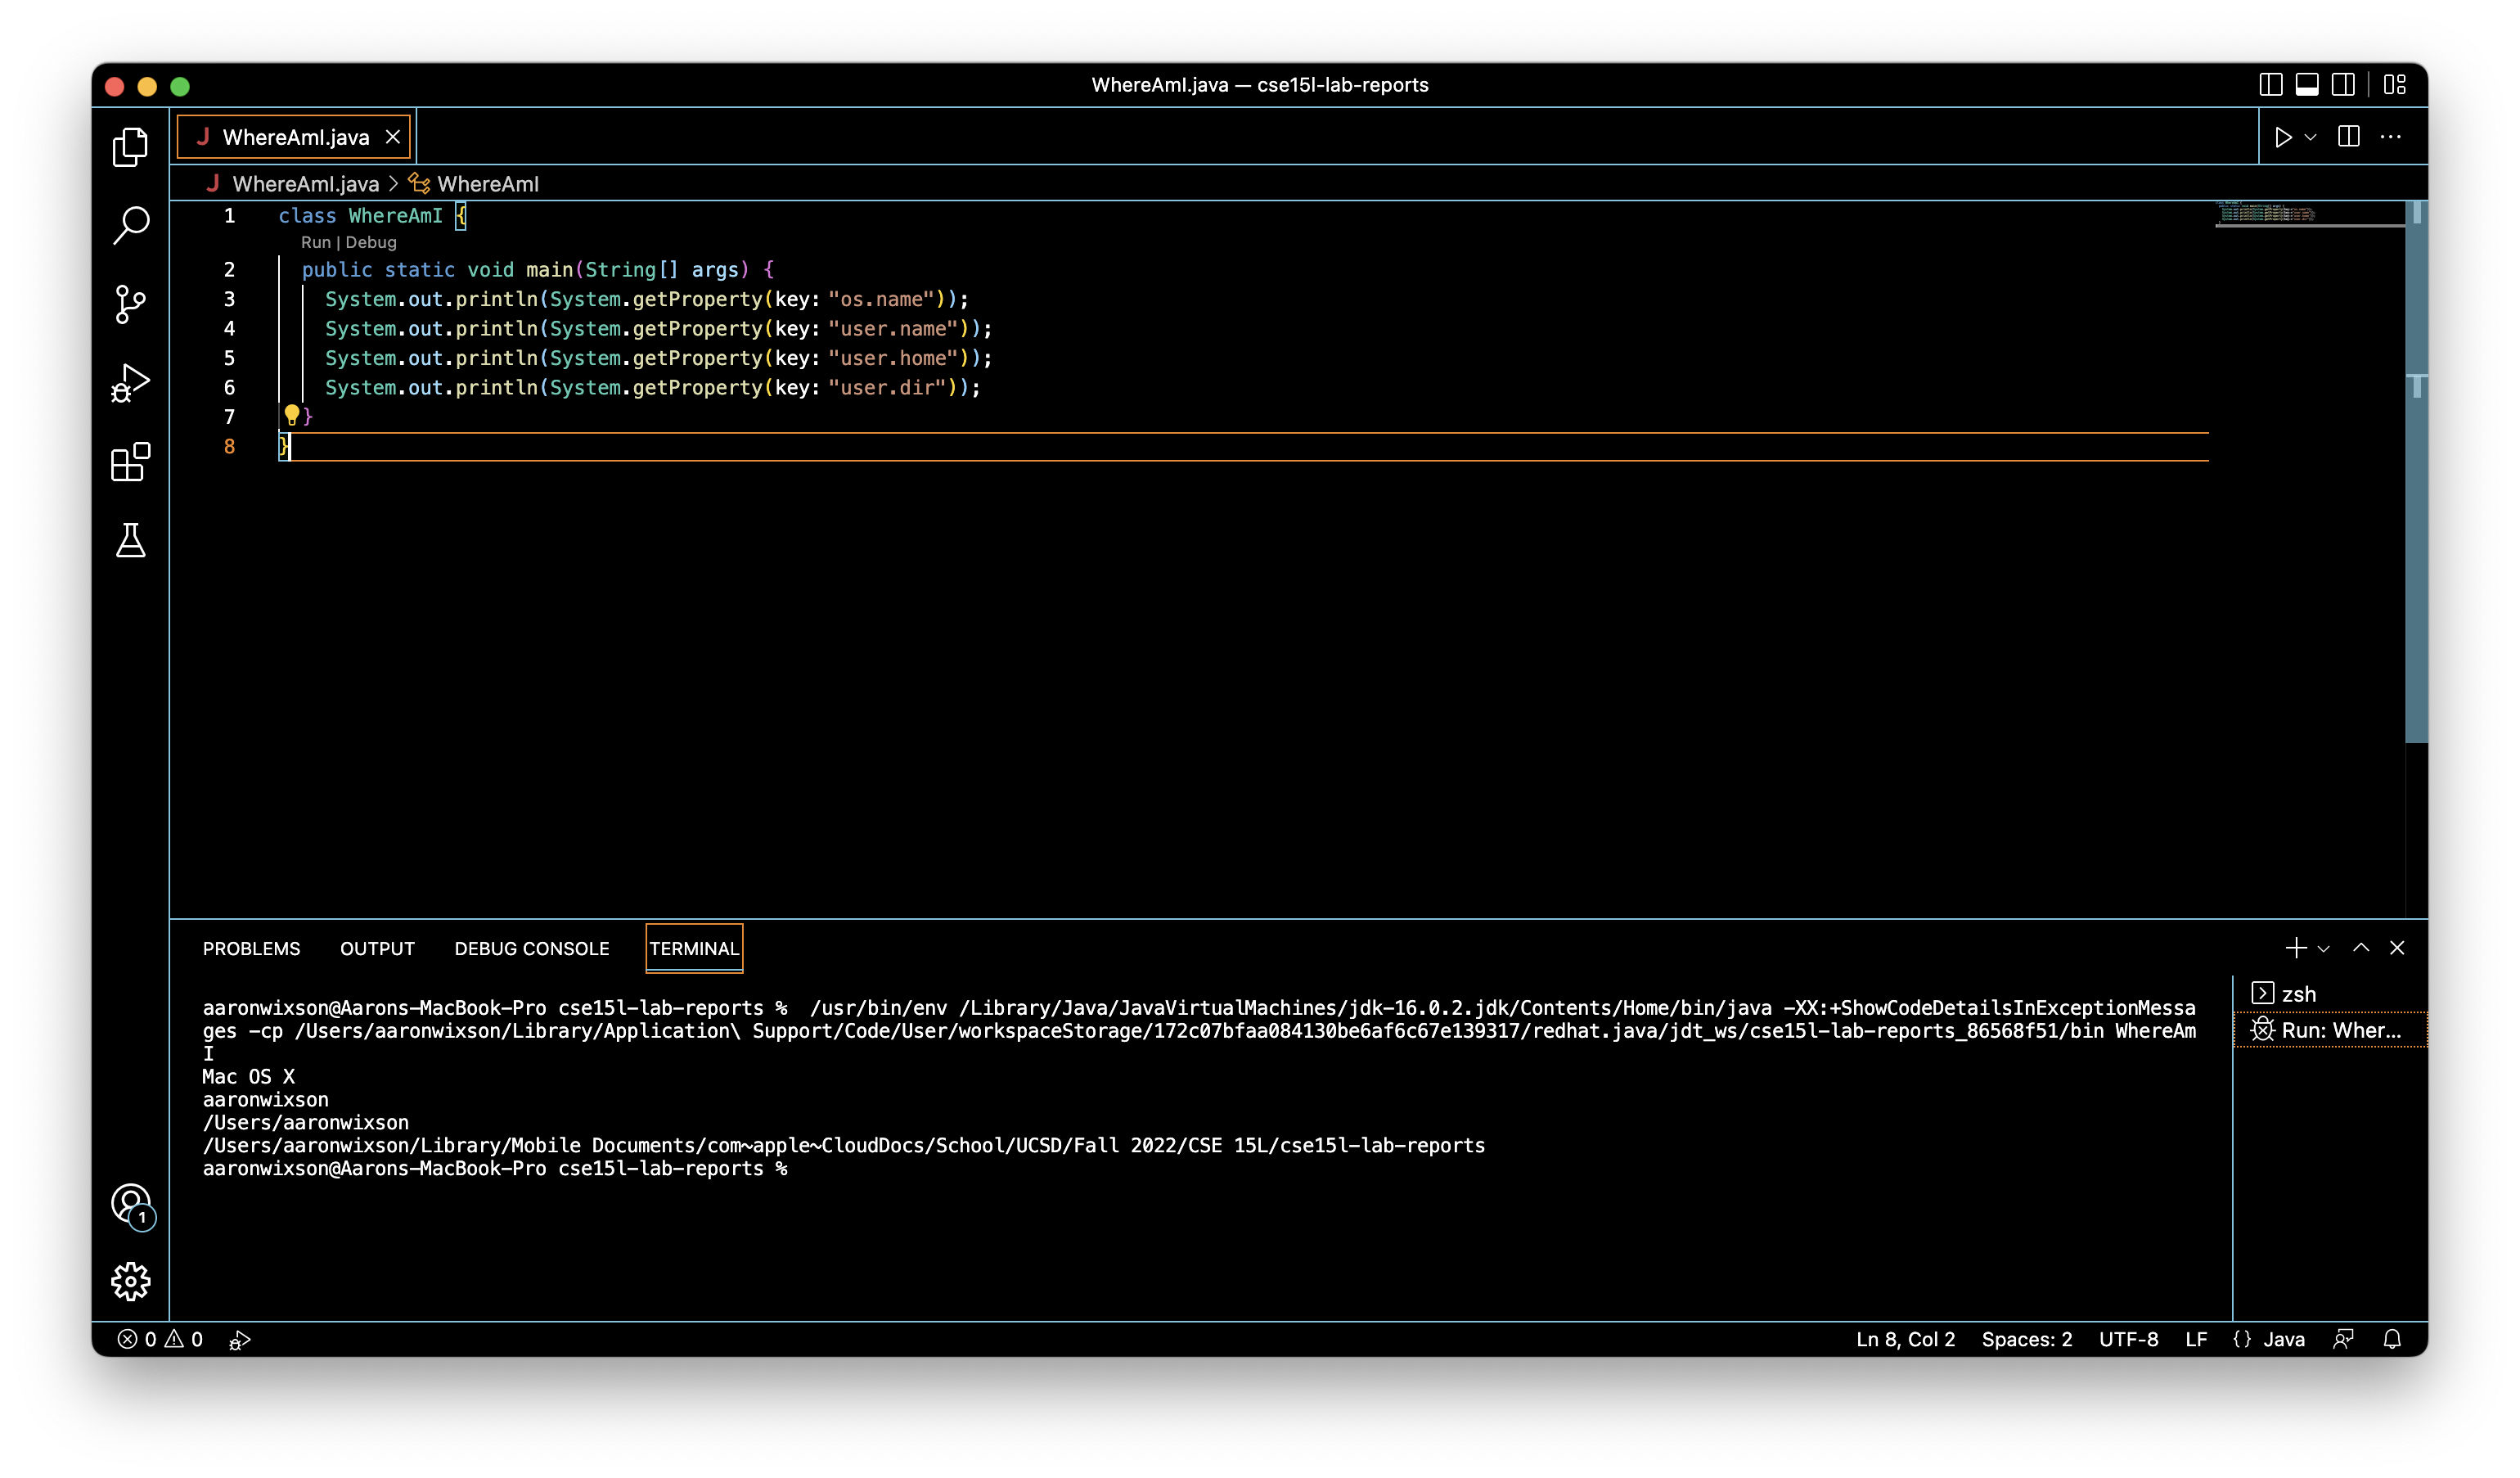 WhereAmI.java — cse15l-lab-reports
J WhereAmI.java
J WhereAmI.java > WhereAmI
1 class WhereAmI {
Run | Debug
2 public static void main(String[] args) {
3 System.out.println(System.getProperty(key: "os.name"));
4 System.out.println(System.getProperty(key: "user.name"));
5 System.out.println(System.getProperty(key: "user.home"));
6 System.out.println(System.getProperty(key: "user.dir"));
7 }
8 }
PROBLEMS OUTPUT DEBUG CONSOLE TERMINAL
aaronwixson@Aarons-MacBook-Pro cse15l-lab-reports %  /usr/bin/env /Library/Java/JavaVirtualMachines/jdk-16.0.2.jdk/Contents/Home/bin/java -XX:+ShowCodeDetailsInExceptionMessa
ges -cp /Users/aaronwixson/Library/Application\ Support/Code/User/workspaceStorage/172c07bfaa084130be6af6c67e139317/redhat.java/jdt_ws/cse15l-lab-reports_86568f51/bin WhereAm
I
Mac OS X
aaronwixson
/Users/aaronwixson
/Users/aaronwixson/Library/Mobile Documents/com~apple~CloudDocs/School/UCSD/Fall 2022/CSE 15L/cse15l-lab-reports
aaronwixson@Aarons-MacBook-Pro cse15l-lab-reports %
zsh
Run: Wher...
1
0 0 Ln 8, Col 2 Spaces: 2 UTF-8 LF {} Java